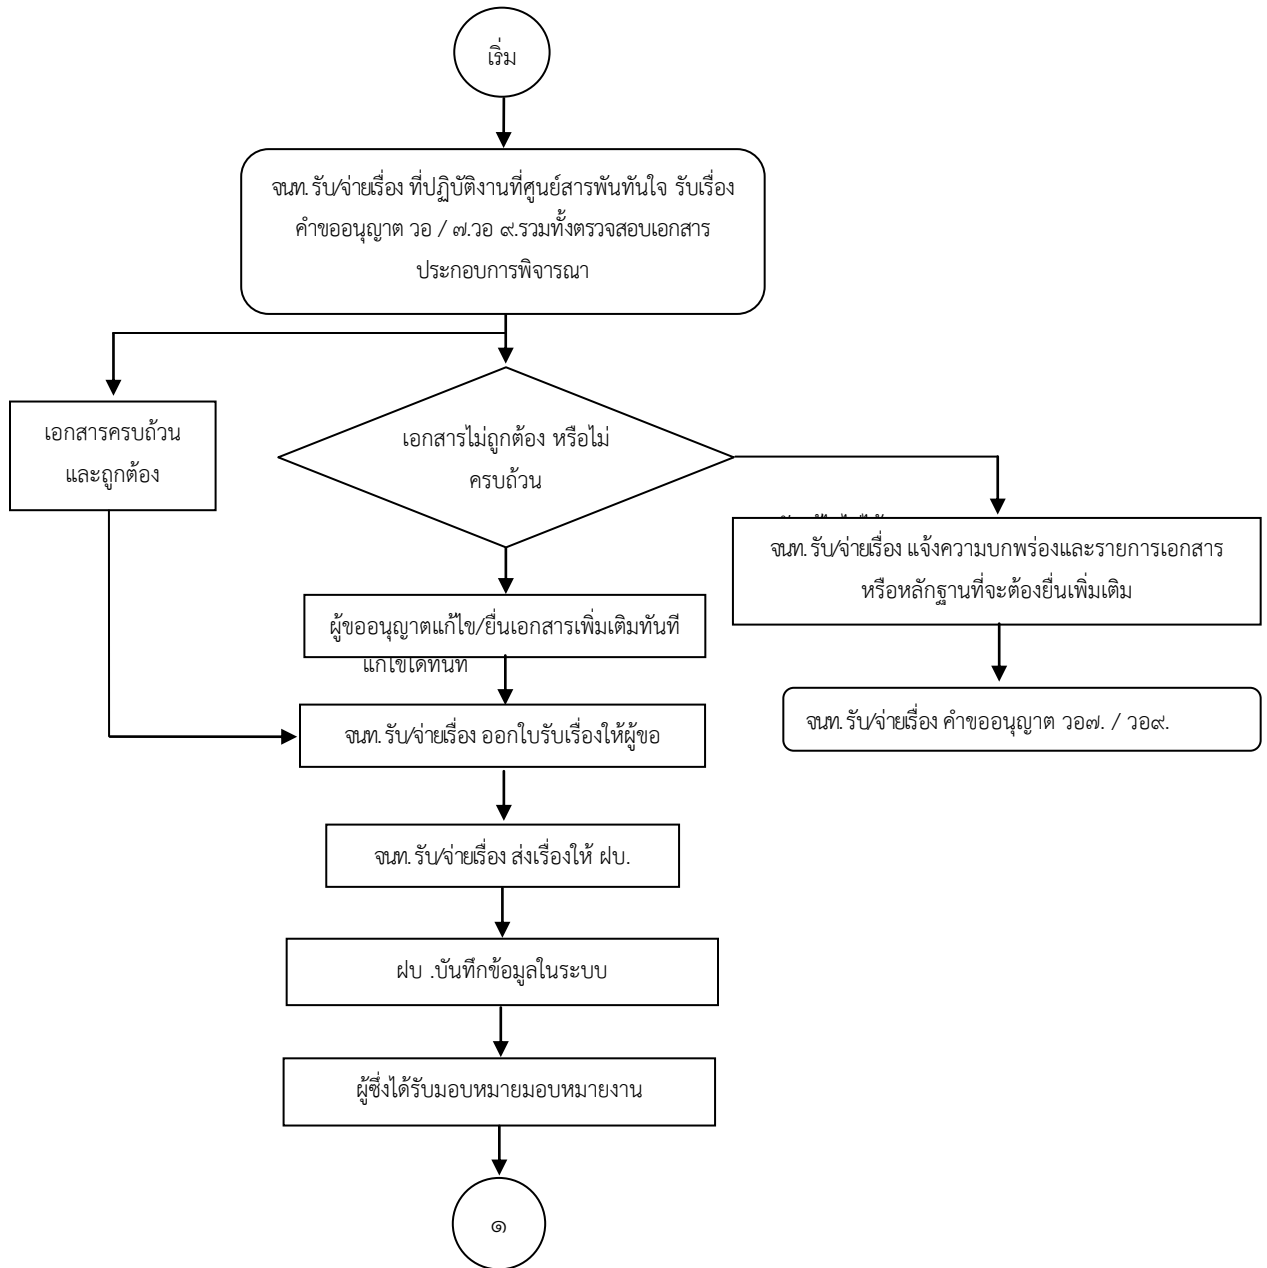 เริ่ม
จนท. รับ/จ่ายเรื่อง ที่ปฏิบัติงานที่ศูนย์สารพันทันใจ รับเรื่อง
คำขออนุญาต วอ / ๗.วอ ๙.รวมทั้งตรวจสอบเอกสาร
ประกอบการพิจารณา
เอกสารครบถ้วน
และถูกต้อง
เอกสารไม่ถูกต้อง หรือไม่
ครบถ้วน
จนท. รับ/จ่ายเรื่อง แจ้งความบกพร่องและรายการเอกสาร
หรือหลักฐานที่จะต้องยื่นเพิ่มเติม
ผู้ขออนุญาตแก้ไข/ยื่นเอกสารเพิ่มเติมทันที
แก้ไขได้ทันที
จนท. รับ/จ่ายเรื่อง คำขออนุญาต วอ๗. / วอ๙.
จนท. รับ/จ่ายเรื่อง ออกใบรับเรื่องให้ผู้ขอ
จนท. รับ/จ่ายเรื่อง ส่งเรื่องให้ ฝบ.
ฝบ .บันทึกข้อมูลในระบบ
ผู้ซึ่งได้รับมอบหมายมอบหมายงาน
๑